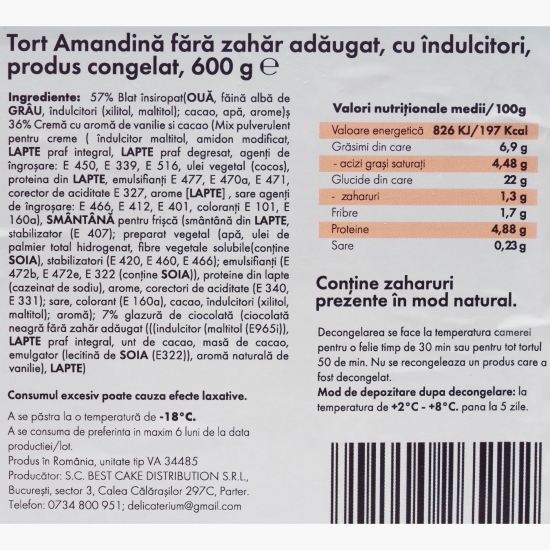 Tort Amandină fără zahăr adăugat, cu îndulcitori,
produs congelat, 600 g ℮
Ingrediente: 57% Blat însiropat(OUĂ, făină albă de
GRÂU, îndulcitori (xilitol, maltitol); cacao, apă, arome)ș
36% Cremă cu aromă de vanilie si cacao (Mix pulverulent
pentru creme ( îndulcitor maltitol, amidon modificat,
LAPTE praf integral, LAPTE praf degresat, agenți de
îngroșare: E 450, E 339, E 516, ulei vegetal (cocos),
proteina din LAPTE, emulsifianți E 477, E 470a, E 471,
corector de aciditate E 327, arome [LAPTE] , sare agenți
de îngroșare: E 466, E 412, E 401, coloranți E 101, E
160a), SMÂNTÂNĂ pentru frișcă (smântână din LAPTE,
stabilizator (E 407); preparat vegetal (apă, ulei de
palmier total hidrogenat, fibre vegetale solubile(conține
SOIA), stabilizatori (E 420, E 460, E 466); emulsifianți (E
472b, E 472e, E 322 (conține SOIA)), proteine din lapte
(cazeinat de sodiu), arome, corectori de aciditate (E 340,
E 331); sare, colorant (E 160a), cacao, îndulcitori (xilitol,
maltitol); aromă); 7% glazură de ciocolată (ciocolată
neagră fără zahăr adăugat (((indulcitor (maltitol (E965i)),
LAPTE praf integral, unt de cacao, masă de cacao,
emulgator (lecitină de SOIA (E322)), aromă naturală de
vanilie), LAPTE)
Consumul excesiv poate cauza efecte laxative.
A se păstra la o temperatură de -18°C.
A se consuma de preferinta in maxim 6 luni de la data
productiei/lot.
Produs in România, unitate tip VA 34485
Producător: S.C. BEST CAKE DISTRIBUTION S.R.L.,
București, sector 3, Calea Călărașilor 297C, Parter.
Telefon: 0734 800 951; delicaterium@gmail.com
Valori nutriționale medii/100g
Valoare energetică 826 KJ/197 Kcal
Grăsimi din care 6,9 g
- acizi grași saturați 4,48 g
Glucide din care 22 g
- zaharuri 1,3 g
Fibre 1,7 g
Proteine 4,88 g
Sare 0,23 g
Conține zaharuri
prezente în mod natural.
Decongelarea se face la temperatura camerei
pentru o felie timp de 30 min sau pentru tot tortul
50 de min. Nu se recongeleaza un produs care a
fost decongelat.
Mod de depozitare dupa decongelare: la
temperatura de +2°C - +8°C. pana la 5 zile.